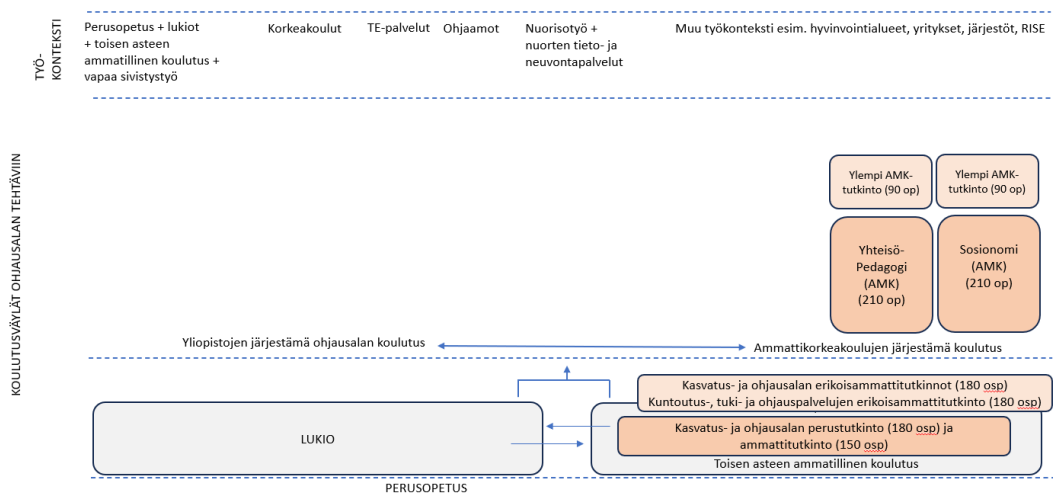 TYÖ-
KONTEKSTI
Perusopetus + lukiot
+ toisen asteen
ammatillinen koulutus +
vapaa sivistystyö
Korkeakoulut
TE-palvelut
Ohjaamot
Nuorisotyö +
nuorten tieto- ja
neuvontapalvelut
Muu työkonteksti esim. hyvinvointialueet, yritykset, järjestöt, RISE
KOULUTUSVÄYLÄT OHJAUSALAN TEHTÄVIIN
Ylempi AMK-
tutkinto (90 op)
Ylempi AMK-
tutkinto (90 op)
Yhteisö-
Pedagogi
(AMK)
(210 op)
Sosionomi
(AMK)
(210 op)
Yliopistojen järjestämä ohjausalan koulutus
Ammattikorkeakoulujen järjestämä koulutus
Kasvatus- ja ohjausalan erikoisammattitutkinnot (180 osp)
Kuntoutus-, tuki- ja ohjauspalvelujen erikoisammattitutkinto (180 osp)
LUKIO
Kasvatus- ja ohjausalan perustutkinto (180 osp) ja
ammattitutkinto (150 osp)
Toisen asteen ammatillinen koulutus
PERUSOPETUS